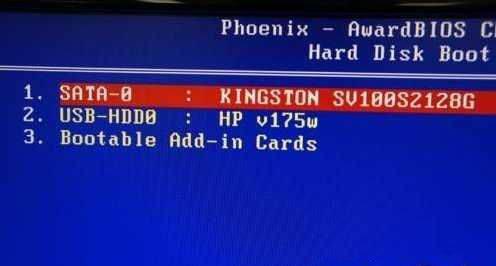 Phoenix - AwardBIOS
Hard Disk Boot
1. SATA-0 : KINGSTON SV100S2128G
2. USB-HDD0 : HP v175w
3. Bootable Add-in Cards